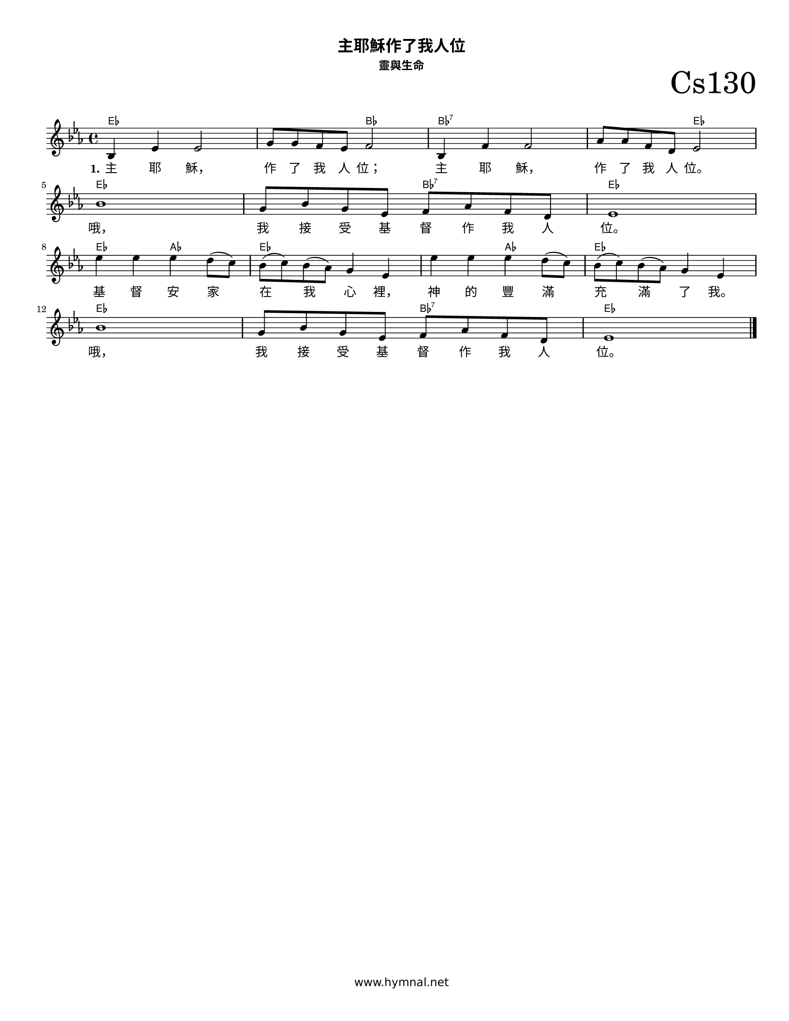 主耶穌作了我人位
靈與生命
Cs130
E♭ B♭ B♭7 E♭
1. 主 耶 穌， 作 了 我 人 位； 主 耶 穌， 作 了 我 人 位。
5 E♭ B♭7 E♭
哦， 我 接 受 基 督 作 我 人 位。
8 E♭ A♭ E♭ A♭ E♭
基 督 安 家 在 我 心 裡， 神 的 豐 滿 充 滿 了 我。
12 E♭ B♭7 E♭
哦， 我 接 受 基 督 作 我 人 位。
www.hymnal.net